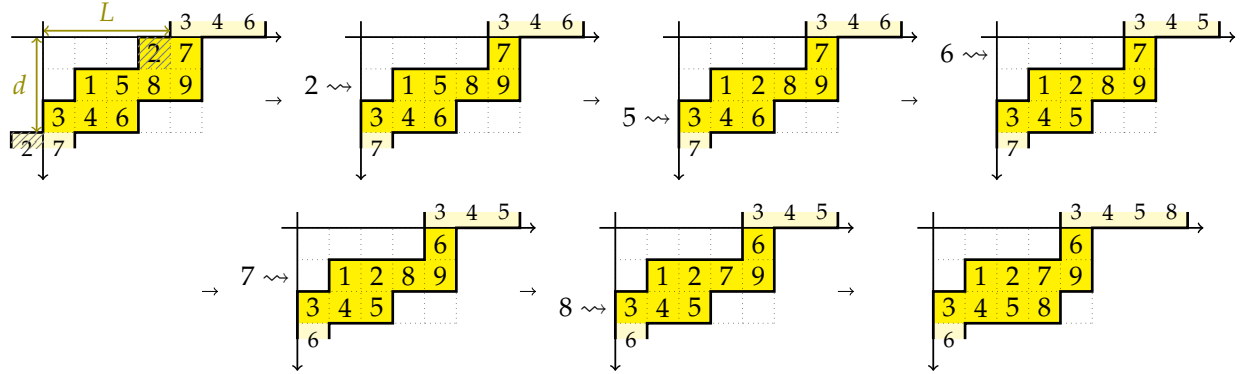 L 3 4 6 3 4 6 3 4 6 3 4 5
d 2 7 7 7 6 ⇝ 7
1 5 8 9 → 2 ⇝ 1 5 8 9 → 1 2 8 9 → 1 2 8 9
3 4 6 3 4 6 5 ⇝ 3 4 6 3 4 5
2 7 7 7 7
3 4 5 3 4 5 3 4 5 8
6 6 6
→ 7 ⇝ 1 2 8 9 → 1 2 7 9 → 1 2 7 9
3 4 5 8 ⇝ 3 4 5 3 4 5 8
6 6 6